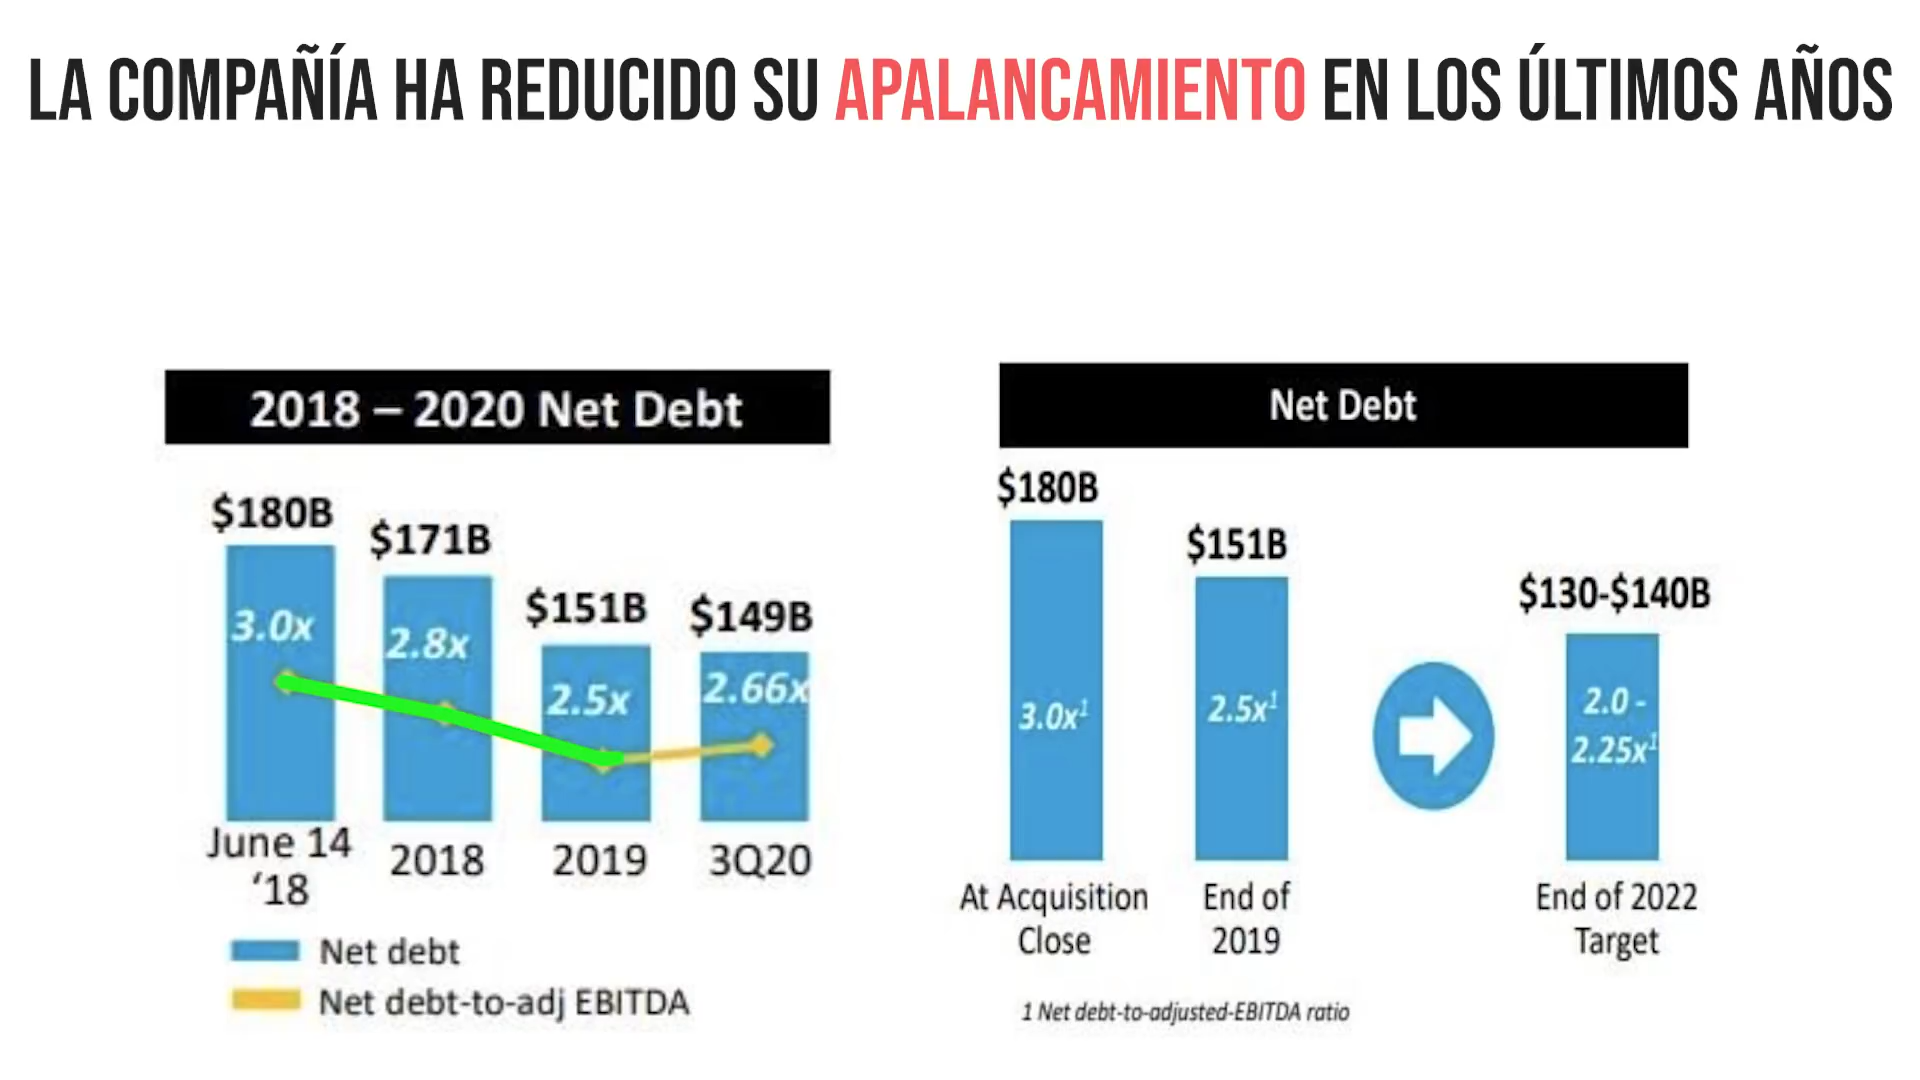 LA COMPAÑÍA HA REDUCIDO SU APALANCAMIENTO EN LOS ÚLTIMOS AÑOS
2018 – 2020 Net Debt
$180B
$171B
$151B
$149B
3.0x
2.8x
2.5x
2.66x
June 14 ‘18
2018
2019
3Q20
Net debt
Net debt-to-adj EBITDA
Net Debt
$180B
$151B
$130-$140B
3.0x¹
2.5x¹
2.0 -
2.25x¹
At Acquisition
Close
End of
2019
End of 2022
Target
1 Net debt-to-adjusted-EBITDA ratio